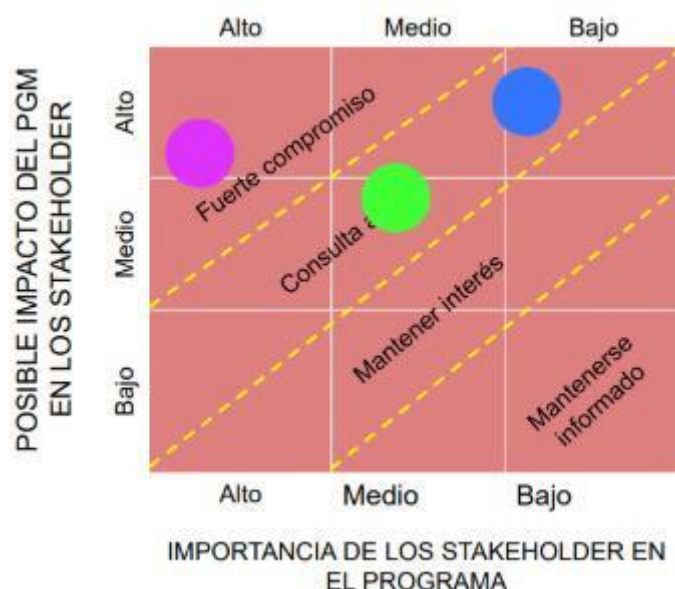 Alto
Medio
Bajo
POSIBLE IMPACTO DEL PGM
EN LOS STAKEHOLDER
Alto
Medio
Bajo
Fuerte compromiso
Consulta
Mantener interés
Mantenerse
informado
Alto
Medio
Bajo
IMPORTANCIA DE LOS STAKEHOLDER EN
EL PROGRAMA